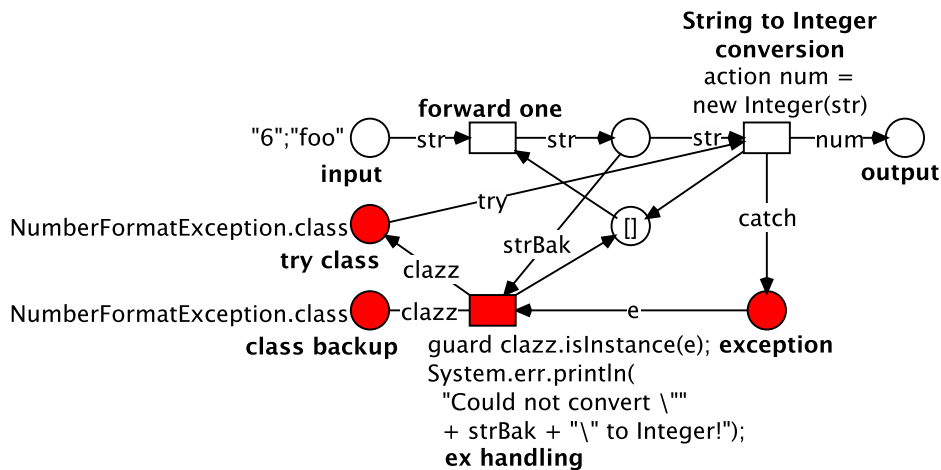 String to Integer
conversion
action num =
new Integer(str)
forward one
"6";"foo"
str
str
str
num
input
output
try
[]
catch
NumberFormatException.class
strBak
try class
clazz
NumberFormatException.class
clazz
e
class backup
guard clazz.isInstance(e);
exception
System.err.println(
"Could not convert \""
+ strBak + "\" to Integer!");
ex handling